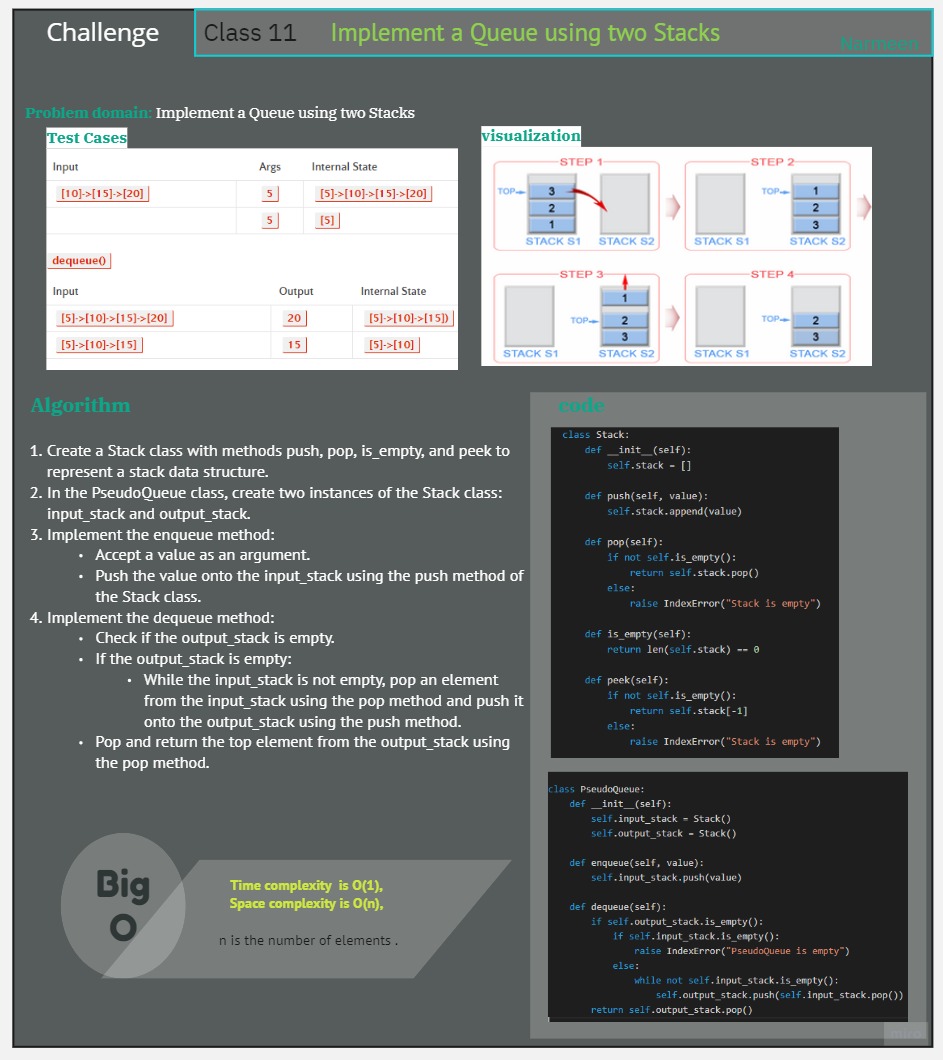 Challenge
Class 11 Implement a Queue using two Stacks
Narmeen
Problem domain: Implement a Queue using two Stacks
Test Cases
Input Args Internal State
[10]->[15]->[20] 5 [5]->[10]->[15]->[20]
5 [5]
dequeue()
Input Output Internal State
[5]->[10]->[15]->[20] 20 [5]->[10]->[15])
[5]->[10]->[15] 15 [5]->[10]
visualization
STEP 1
TOP 3
2
1
STACK S1 STACK S2
STEP 2
TOP 1
2
3
STACK S1 STACK S2
STEP 3
1
TOP 2
3
STACK S1 STACK S2
STEP 4
TOP 2
3
STACK S1 STACK S2
Algorithm
1. Create a Stack class with methods push, pop, is_empty, and peek to
represent a stack data structure.
2. In the PseudoQueue class, create two instances of the Stack class:
input_stack and output_stack.
3. Implement the enqueue method:
• Accept a value as an argument.
• Push the value onto the input_stack using the push method of
the Stack class.
4. Implement the dequeue method:
• Check if the output_stack is empty.
• If the output_stack is empty:
• While the input_stack is not empty, pop an element
from the input_stack using the pop method and push it
onto the output_stack using the push method.
• Pop and return the top element from the output_stack using
the pop method.
Big
O
Time complexity is O(1),
Space complexity is O(n),
n is the number of elements .
code
class Stack:
def __init__(self):
self.stack = []
def push(self, value):
self.stack.append(value)
def pop(self):
if not self.is_empty():
return self.stack.pop()
else:
raise IndexError("Stack is empty")
def is_empty(self):
return len(self.stack) == 0
def peek(self):
if not self.is_empty():
return self.stack[-1]
else:
raise IndexError("Stack is empty")
class PseudoQueue:
def __init__(self):
self.input_stack = Stack()
self.output_stack = Stack()
def enqueue(self, value):
self.input_stack.push(value)
def dequeue(self):
if self.output_stack.is_empty():
if self.input_stack.is_empty():
raise IndexError("PseudoQueue is empty")
else:
while not self.input_stack.is_empty():
self.output_stack.push(self.input_stack.pop())
return self.output_stack.pop()
miro